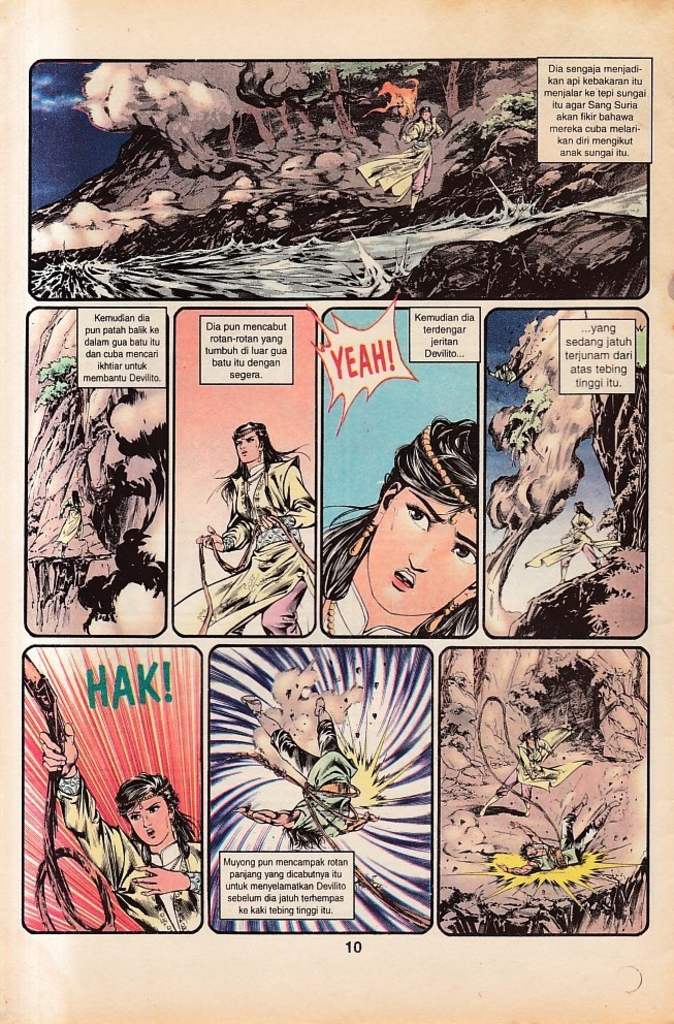 Dia sengaja menjadi-
kan api kebakaran itu
menjalar ke tepi sungai
itu agar Sang Suria
akan fikir bahawa
mereka cuba melari-
kan diri mengikut
anak sungai itu.
Kemudian dia
pun patah balik ke
dalam gua batu itu
dan cuba mencari
ikhtiar untuk
membantu Devilito.
Dia pun mencabut
rotan-rotan yang
tumbuh di luar gua
batu itu dengan
segera.
YEAH!
Kemudian dia
terdengar
jeritan
Devilito...
...yang
sedang jatuh
terjunam dari
atas tebing
tinggi itu.
HAK!
Muyong pun mencampak rotan
panjang yang dicabutnya itu
untuk menyelamatkan Devilito
sebelum dia jatuh terhempas
ke kaki tebing tinggi itu.
10